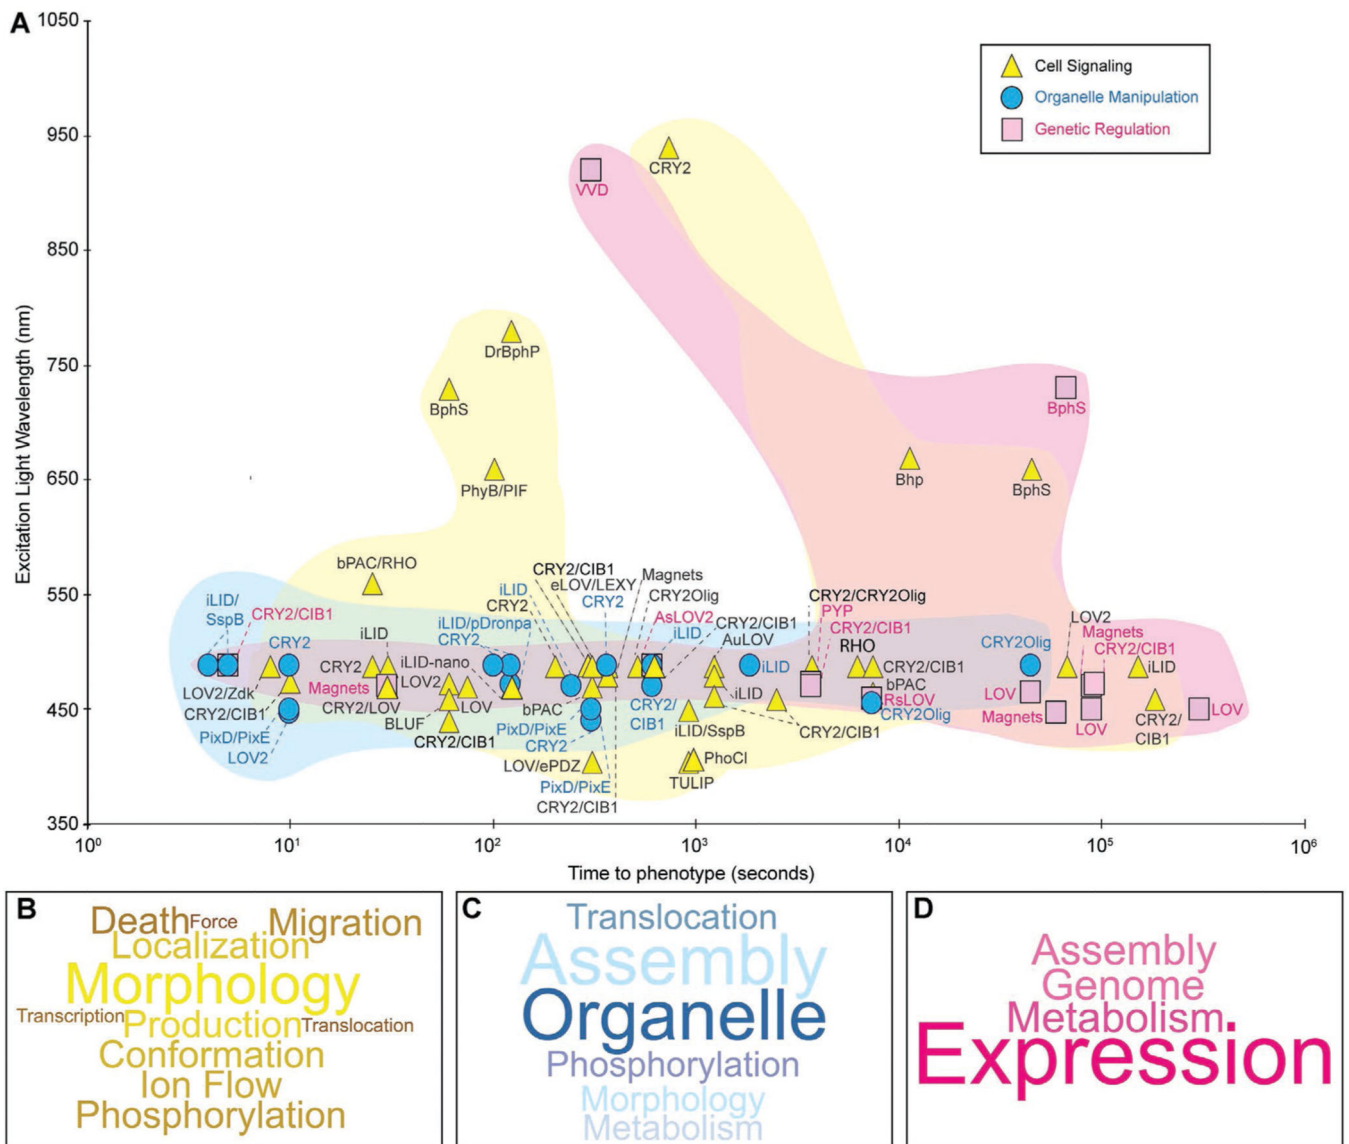 A
1050
950
850
750
650
550
450
350
Excitation Light Wavelength (nm)
10⁰
10¹
10²
10³
10⁴
10⁵
10⁶
Time to phenotype (seconds)
Cell Signaling
Organelle Manipulation
Genetic Regulation
CRY2
VVD
DrBphP
BphS
BphS
PhyB/PIF
Bhp
BphS
bPAC/RHO
CRY2/CIB1
eLOV/LEXY
Magnets
iLID
CRY2
CRY2
CRY2Olig
CRY2/CRY2Olig
iLID/
SspB
CRY2/CIB1
iLID/pDronpa
CRY2
AsLOV2
iLID
CRY2/CIB1
AuLOV
PYP
CRY2/CIB1
LOV2
Magnets
CRY2/CIB1
CRY2
iLID
RHO
CRY2Olig
CRY2
iLID-nano
LOV2
iLID
CRY2/CIB1
iLID
LOV2/Zdk
Magnets
bPAC
iLID
RsLOV
LOV
CRY2/CIB1
CRY2/LOV
LOV
bPAC
CRY2/
CIB1
CRY2Olig
Magnets
LOV
BLUF
PixD/PixE
CRY2/
CIB1
LOV
PixD/PixE
CRY2/CIB1
CRY2
iLID/SspB
CRY2/CIB1
LOV2
LOV/ePDZ
PhoCl
PixD/PixE
TULIP
CRY2/CIB1
B
Death
Force
Migration
Localization
Morphology
Transcription
Production
Translocation
Conformation
Ion Flow
Phosphorylation
C
Translocation
Assembly
Organelle
Phosphorylation
Morphology
Metabolism
D
Assembly
Genome
Metabolism
Expression